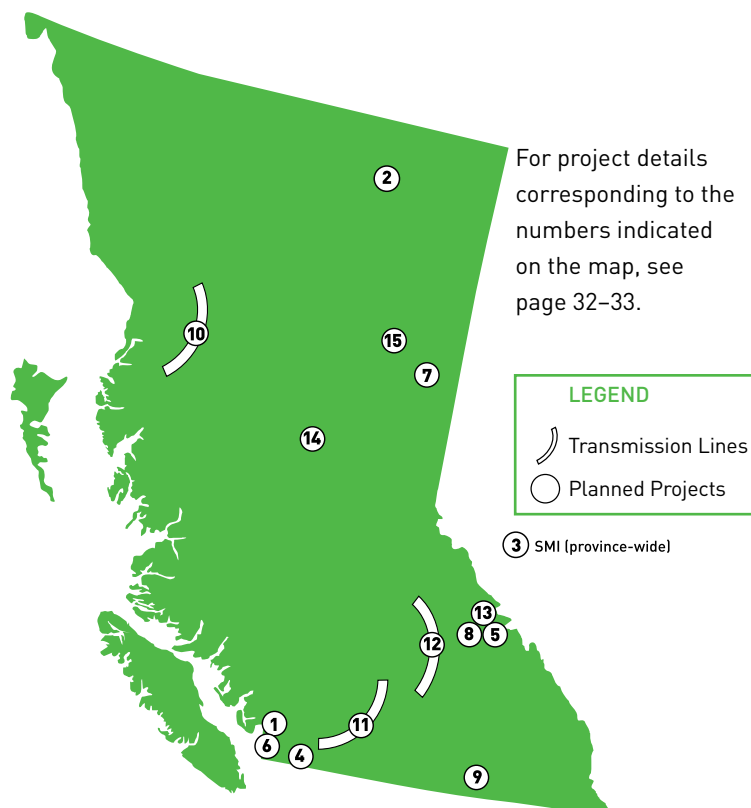 2
For project details
corresponding to the
numbers indicated
on the map, see
page 32–33.
10
15
7
LEGEND
14
Transmission Lines
Planned Projects
3 SMI (province-wide)
13
8 5
12
1
11
6
4
9